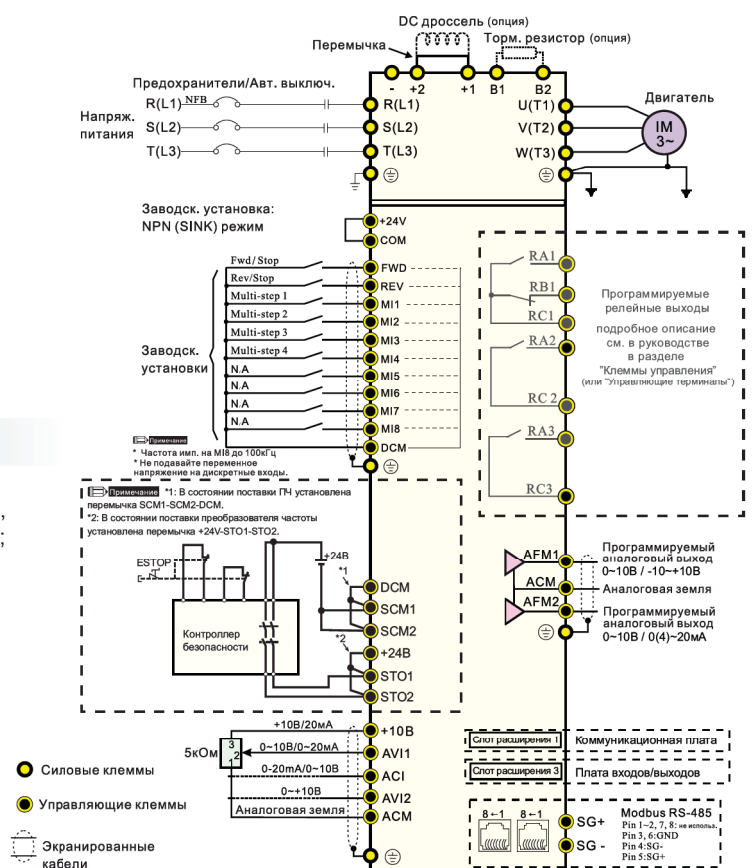 DC дроссель (опция)
Перемычка
Торм. резистор (опция)
- +2 +1 B1 B2
Предохранители/Авт. выключ.
Напряж.
питания
R(L1) NFB
S(L2)
T(L3)
R(L1)
S(L2)
T(L3)
U(T1)
V(T2)
W(T3)
Двигатель
IM
3~
Заводск. установка:
NPN (SINK) режим
+24V
COM
Заводск.
установки
Fwd/Stop
Rev/Stop
Multi-step 1
Multi-step 2
Multi-step 3
Multi-step 4
N.A
N.A
N.A
N.A
FWD
REV
MI1
MI2
MI3
MI4
MI5
MI6
MI7
MI8
DCM
Примечание
* Частота имп. на MI8 до 100кГц
* Не подавайте переменное
напряжение на дискретные входы.
RA1
RB1
RC1
RA2
RC 2
RA3
RC3
Программируемые
релейные выходы
подробное описание
см. в руководстве
в разделе
"Клеммы управления"
(или "Управляющие терминалы")
,
;
Примечание *1: В состоянии поставки ПЧ установлена
перемычка SCM1-SCM2-DCM.
*2: В состоянии поставки преобразователя частоты
установлена перемычка +24V-STO1-STO2.
ESTOP
+24В
*1
*2
Контроллер
безопасности
DCM
SCM1
SCM2
+24В
STO1
STO2
AFM1
ACM
AFM2
Программируемый
аналоговый выход
0~10В / -10~+10В
Аналоговая земля
Программируемый
аналоговый выход
0~10В / 0(4)~20мА
5кОм
3
2
1
+10В/20мА
0~10В/0~20мА
0-20mA/0~10В
0~+10В
Аналоговая земля
+10В
AVI1
ACI
AVI2
ACM
Силовые клеммы
Управляющие клеммы
Экранированные
кабели
Слот расширения 1
Коммуникационная плата
Слот расширения 3
Плата входов/выходов
8←1
8←1
SG+
SG -
Modbus RS-485
Pin 1~2, 7, 8: не использ.
Pin 3, 6:GND
Pin 4:SG-
Pin 5:SG+